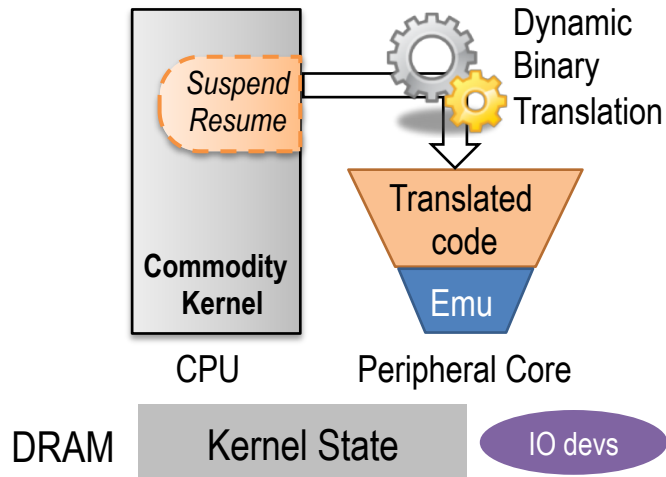 Dynamic
Binary
Translation
Suspend
Resume
Translated
code
Commodity
Kernel
Emu
CPU
Peripheral Core
DRAM
Kernel State
IO devs